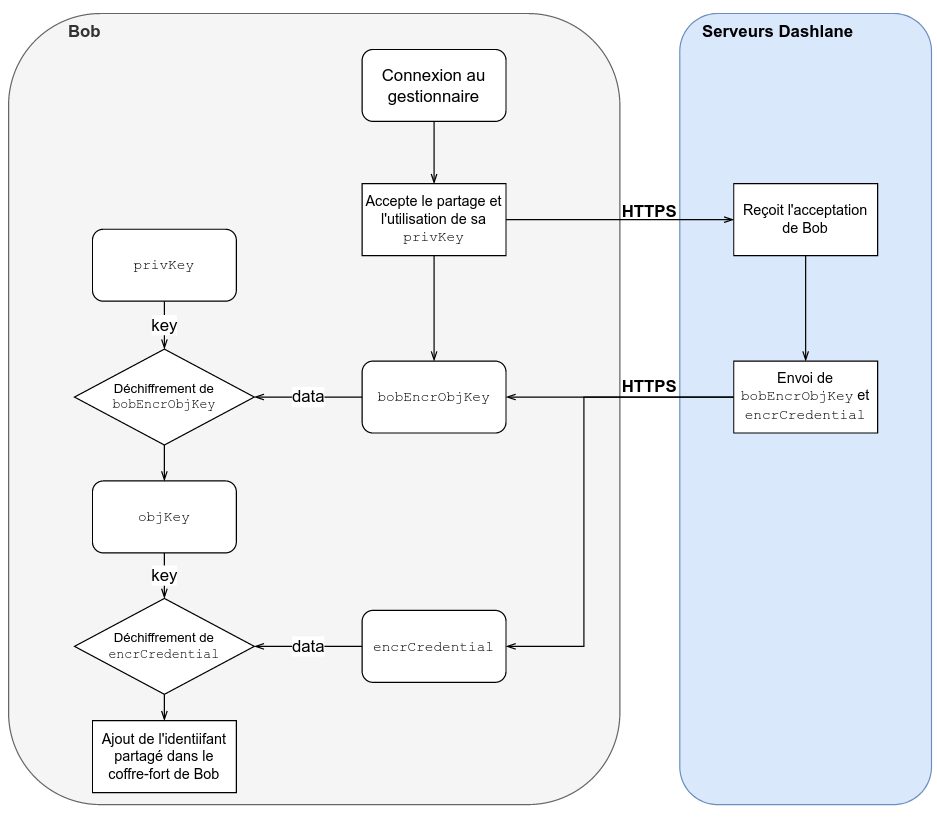 Bob
Serveurs Dashlane
Connexion au
gestionnaire
Accepte le partage et
l'utilisation de sa
privKey
HTTPS
Reçoit l'acceptation
de Bob
privKey
key
Déchiffrement de
bobEncrObjKey
data
bobEncrObjKey
HTTPS
Envoi de
bobEncrObjKey et
encrCredential
objKey
key
Déchiffrement de
encrCredential
data
encrCredential
Ajout de l'identiifant
partagé dans le
coffre-fort de Bob